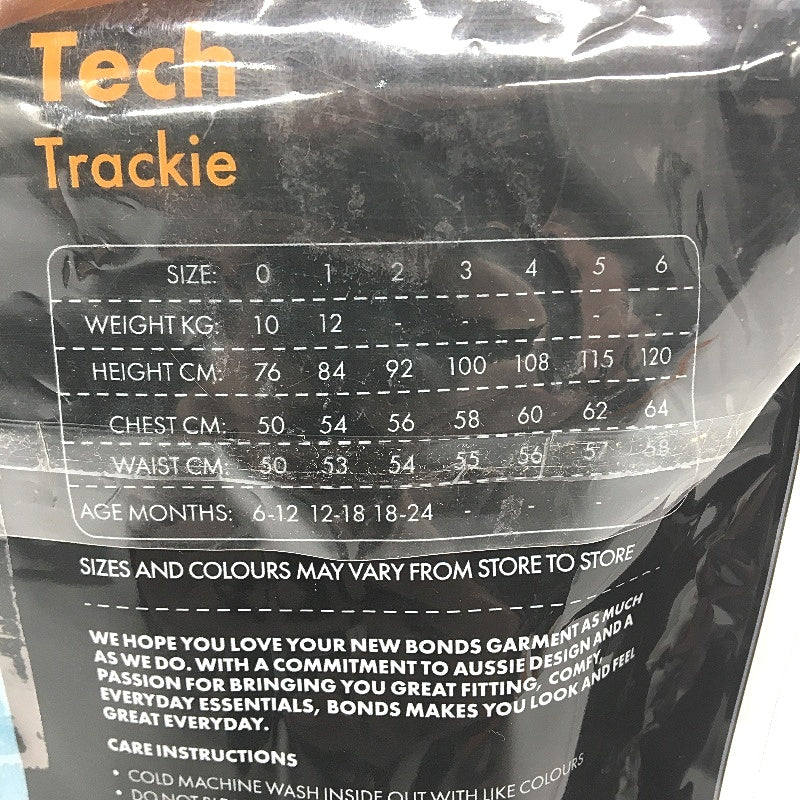 Tech
Trackie
SIZE: 0 1 2 3 4 5 6
WEIGHT KG: 10 12 - - - - -
HEIGHT CM: 76 84 92 100 108 115 120
CHEST CM: 50 54 56 58 60 62 64
WAIST CM: 50 53 54 55 56 57 58
AGE MONTHS: 6-12 12-18 18-24 - - - -
SIZES AND COLOURS MAY VARY FROM STORE TO STORE
WE HOPE YOU LOVE YOUR NEW BONDS GARMENT AS MUCH
AS WE DO. WITH A COMMITMENT TO AUSSIE DESIGN AND A
PASSION FOR BRINGING YOU GREAT FITTING, COMFY,
EVERYDAY ESSENTIALS, BONDS MAKES YOU LOOK AND FEEL
GREAT EVERYDAY.
CARE INSTRUCTIONS
• COLD MACHINE WASH INSIDE OUT WITH LIKE COLOURS
• DO NOT